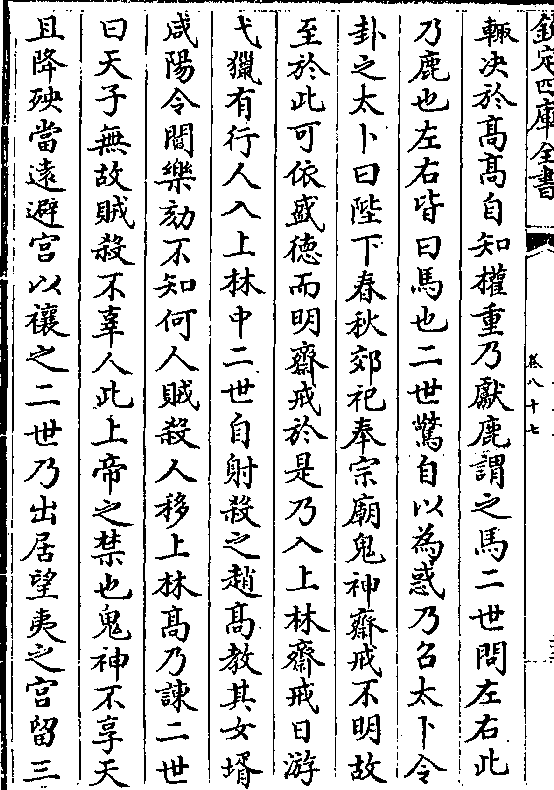 欽定四庫全書
卷八十七
輙决於髙髙自知權重乃獻鹿謂之馬二世問左右此
乃鹿也左右皆曰馬也二世驚自以為惑乃召太卜令
卦之太卜曰陛下春秋郊祀奉宗廟鬼神齋戒不明故
至於此可依盛德而明齋戒於是乃入上林齋戒日游
弋獵有行人入上林中二世自射殺之趙髙教其女壻
咸陽令閻樂劾不知何人賊殺人移上林髙乃諫二世
曰天子無故賊殺不辜人此上帝之禁也鬼神不享天
且降殃當遠避宫以禳之二世乃出居望夷之宫留三